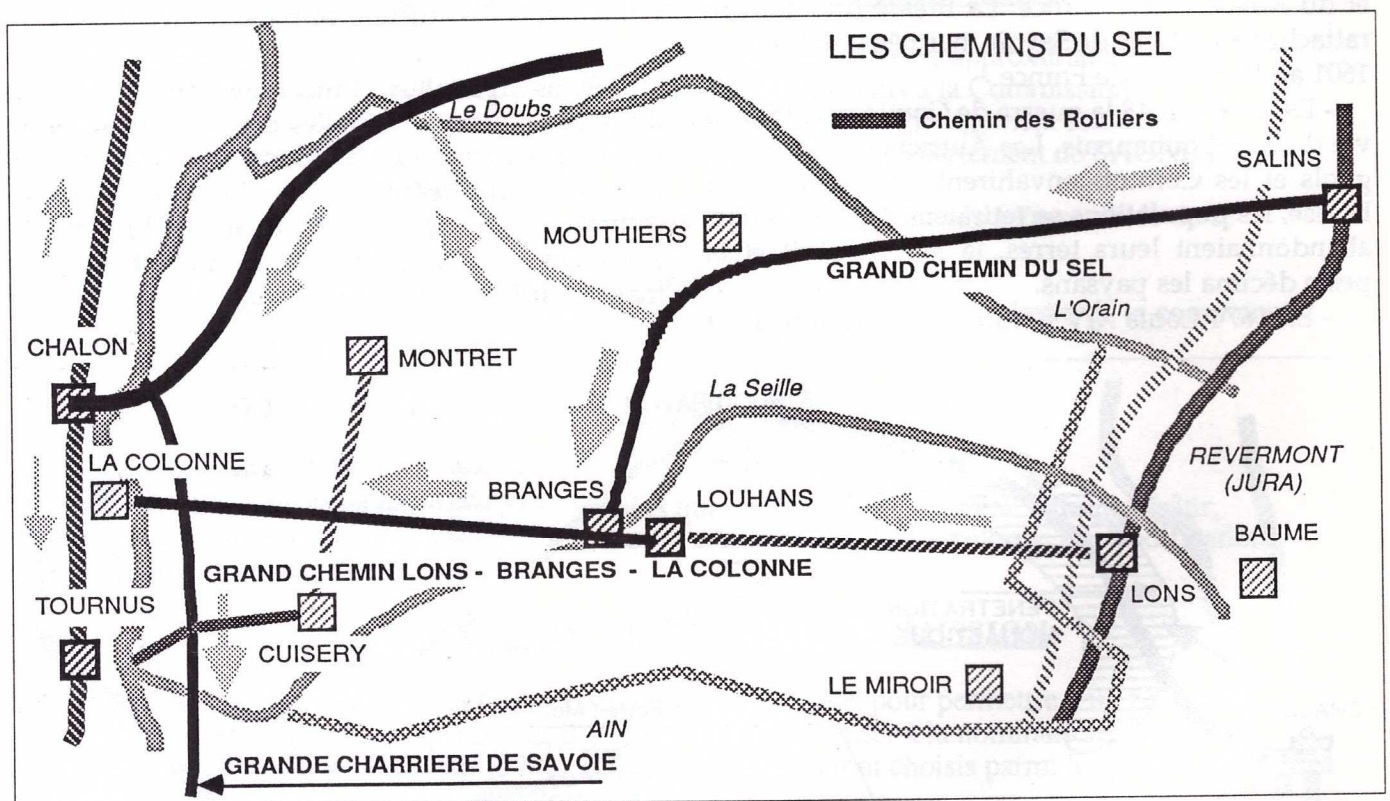 LES CHEMINS DU SEL
Le Doubs
Chemin des Rouliers
SALINS
MOUTHIERS
GRAND CHEMIN DU SEL
L'Orain
CHALON
MONTRET
La Seille
LA COLONNE
REVERMONT
(JURA)
BRANGES
LOUHANS
BAUME
GRAND CHEMIN LONS - BRANGES - LA COLONNE
TOURNUS
LONS
CUISERY
LE MIROIR
AIN
GRANDE CHARRIERE DE SAVOIE